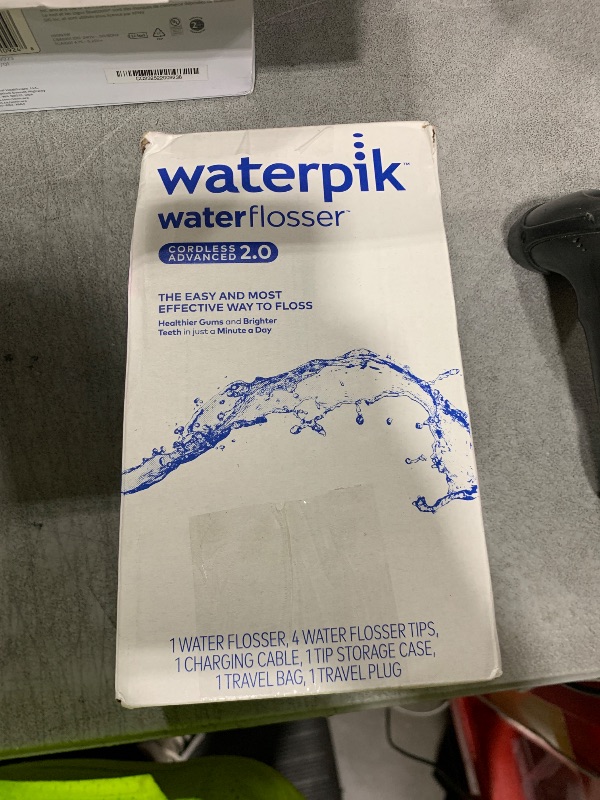 waterpik™
waterflosser™
CORDLESS
ADVANCED 2.0
THE EASY AND MOST
EFFECTIVE WAY TO FLOSS
Healthier Gums and Brighter
Teeth in just a Minute a Day
1 WATER FLOSSER, 4 WATER FLOSSER TIPS,
1 CHARGING CABLE, 1 TIP STORAGE CASE,
1 TRAVEL BAG, 1 TRAVEL PLUG